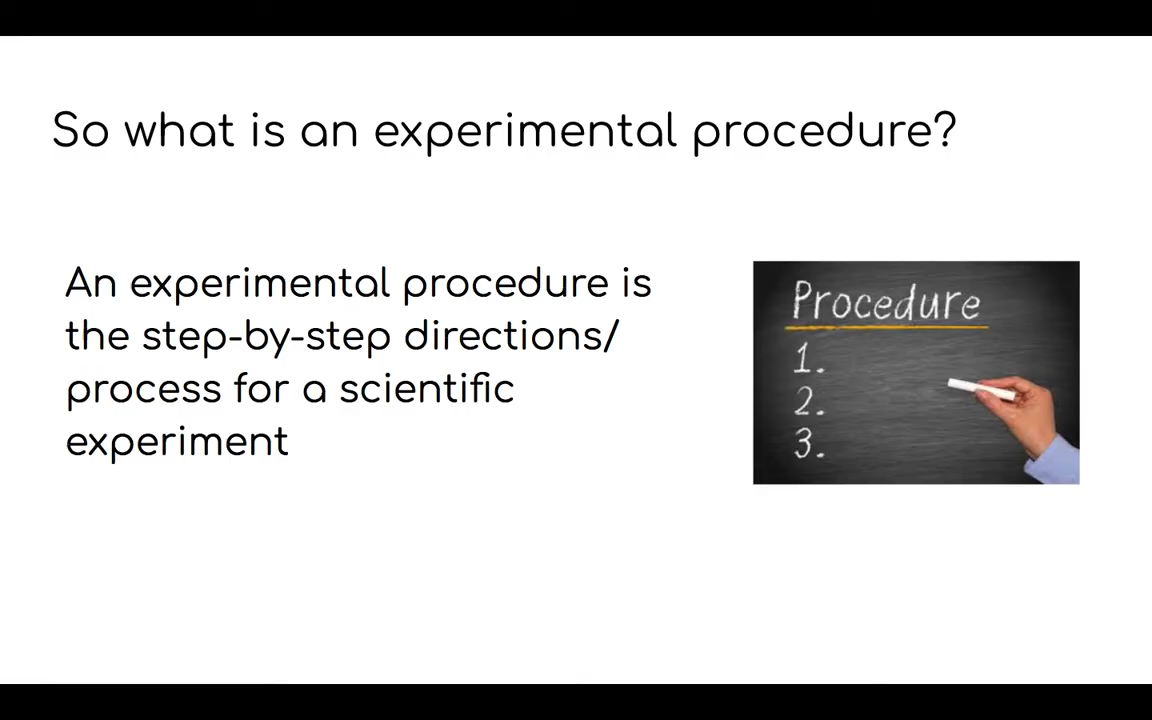 So what is an experimental procedure?
An experimental procedure is
the step-by-step directions/
process for a scientific
experiment
Procedure
1.
2.
3.